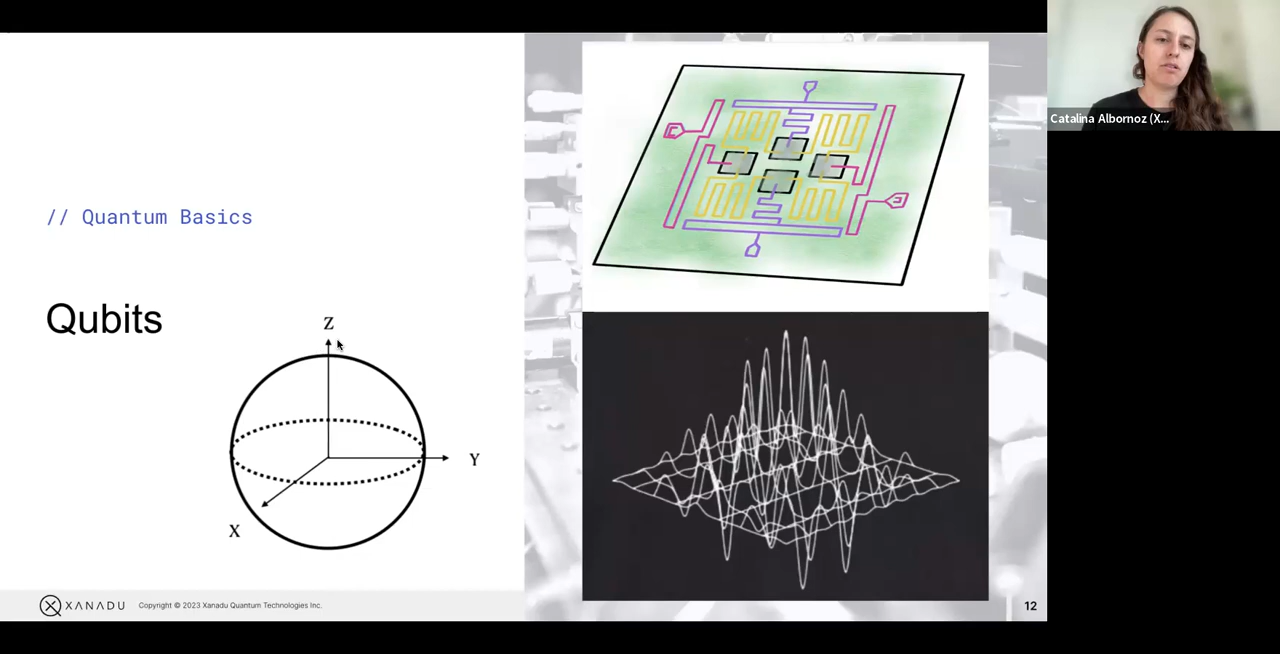 // Quantum Basics
Qubits
Z
Y
X
XANADU
Copyright © 2023 Xanadu Quantum Technologies Inc.
12
Catalina Albornoz (X...